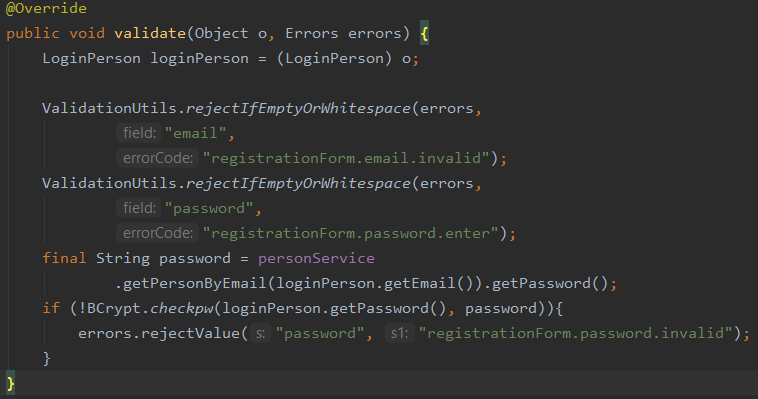 @Override
public void validate(Object o, Errors errors) {
LoginPerson loginPerson = (LoginPerson) o;
ValidationUtils.rejectIfEmptyOrWhitespace(errors,
field: "email",
errorCode: "registrationForm.email.invalid");
ValidationUtils.rejectIfEmptyOrWhitespace(errors,
field: "password",
errorCode: "registrationForm.password.enter");
final String password = personService
.getPersonByEmail(loginPerson.getEmail()).getPassword();
if (!BCrypt.checkpw(loginPerson.getPassword(), password)){
errors.rejectValue( s: "password", s1: "registrationForm.password.invalid");
}
}